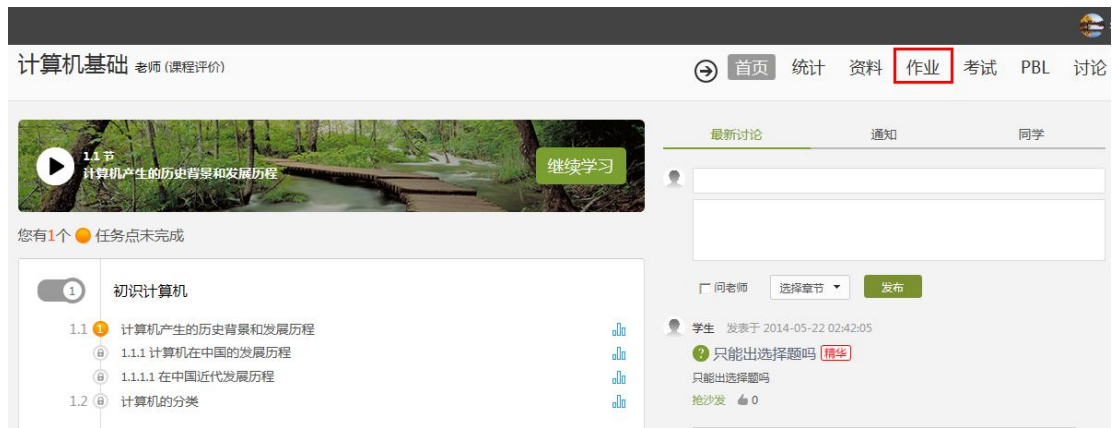 计算机基础 老师 (课程评价)
首页 统计 资料 作业 考试 PBL 讨论
1.1 节
计算机产生的历史背景和发展历程
继续学习
您有1个 任务点未完成
1 初识计算机
1.1 1 计算机产生的历史背景和发展历程
1.1.1 计算机在中国的发展历程
1.1.1.1 在中国近代发展历程
1.2 计算机的分类
最新讨论 通知 同学
问老师 选择章节 发布
学生 发表于 2014-05-22 02:42:05
? 只能出选择题吗 精华
只能出选择题吗
抢沙发 0